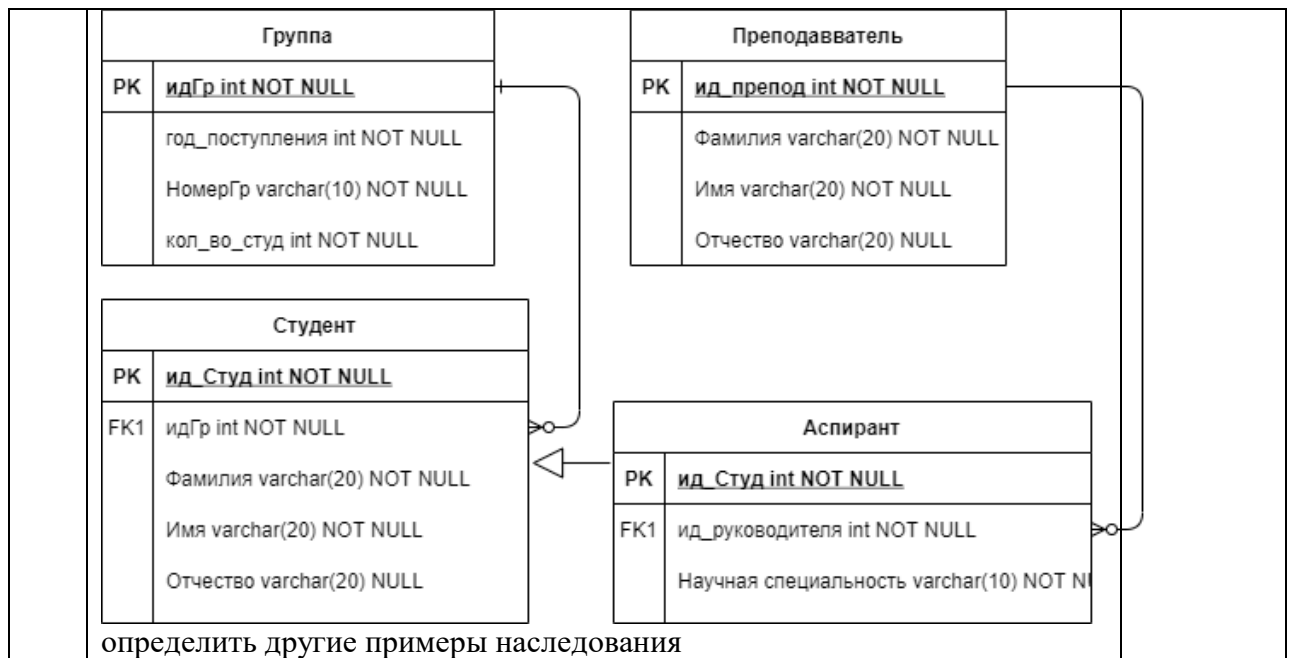 Группа
PK идГр int NOT NULL
год_поступления int NOT NULL
НомерГр varchar(10) NOT NULL
кол_во_студ int NOT NULL
Преподавватель
PK ид_препод int NOT NULL
Фамилия varchar(20) NOT NULL
Имя varchar(20) NOT NULL
Отчество varchar(20) NULL
Студент
PK ид_Студ int NOT NULL
FK1 идГр int NOT NULL
Фамилия varchar(20) NOT NULL
Имя varchar(20) NOT NULL
Отчество varchar(20) NULL
Аспирант
PK ид_Студ int NOT NULL
FK1 ид_руководителя int NOT NULL
Научная специальность varchar(10) NOT
определить другие примеры наследования